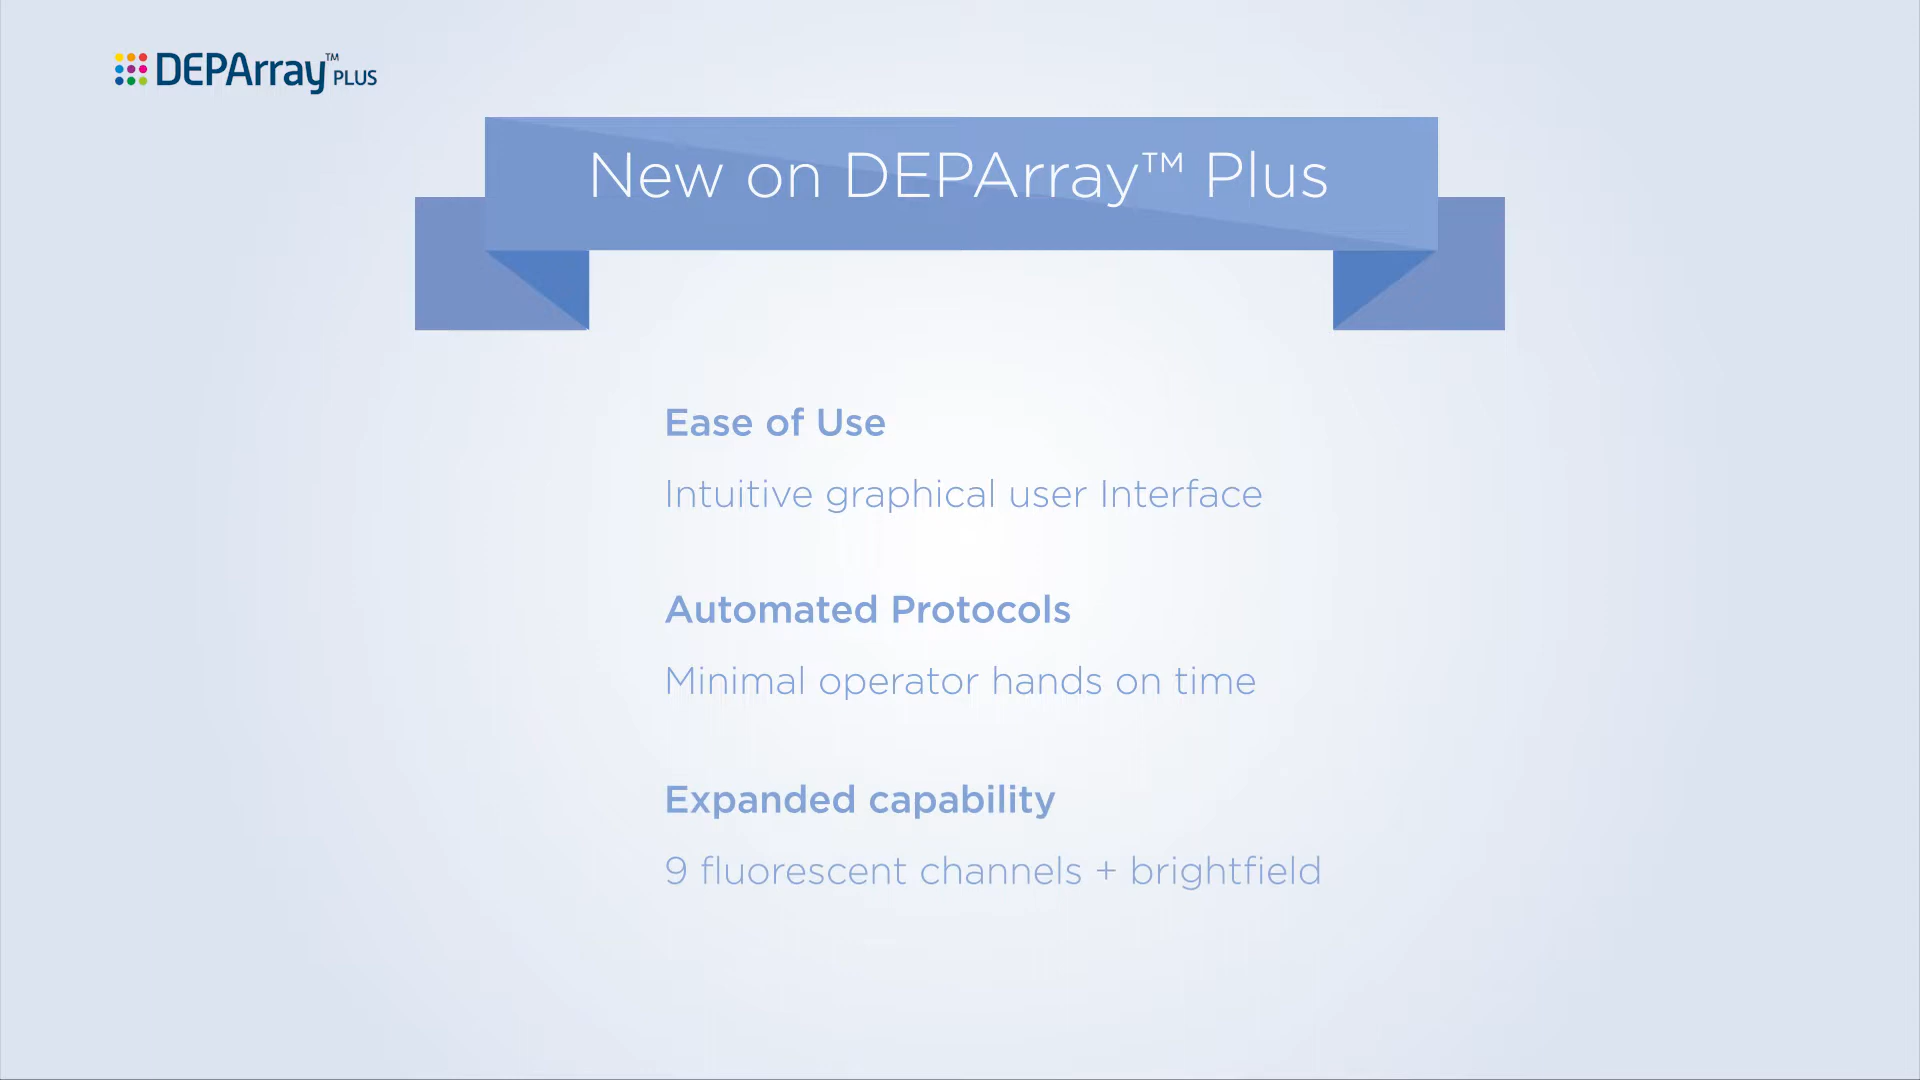 DEPArray™ PLUS
New on DEPArray™ Plus
Ease of Use
Intuitive graphical user Interface
Automated Protocols
Minimal operator hands on time
Expanded capability
9 fluorescent channels + brightfield